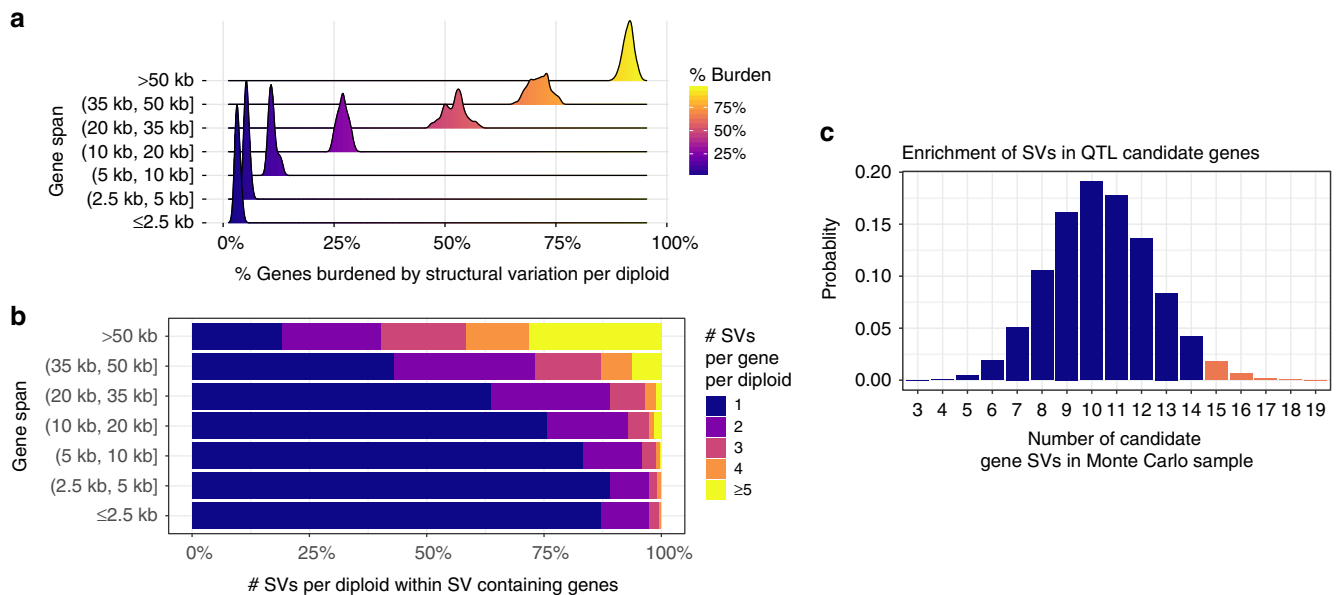 a
>50 kb
(35 kb, 50 kb]
(20 kb, 35 kb]
(10 kb, 20 kb]
(5 kb, 10 kb]
(2.5 kb, 5 kb]
≤2.5 kb
Gene span
0%
25%
50%
75%
100%
% Genes burdened by structural variation per diploid
% Burden
75%
50%
25%
b
>50 kb
(35 kb, 50 kb]
(20 kb, 35 kb]
(10 kb, 20 kb]
(5 kb, 10 kb]
(2.5 kb, 5 kb]
≤2.5 kb
Gene span
0%
25%
50%
75%
100%
# SVs per diploid within SV containing genes
# SVs
per gene
per diploid
1
2
3
4
≥5
c
Enrichment of SVs in QTL candidate genes
0.20
0.15
0.10
0.05
0.00
Probablity
3 4 5 6 7 8 9 10 11 12 13 14 15 16 17 18 19
Number of candidate
gene SVs in Monte Carlo sample